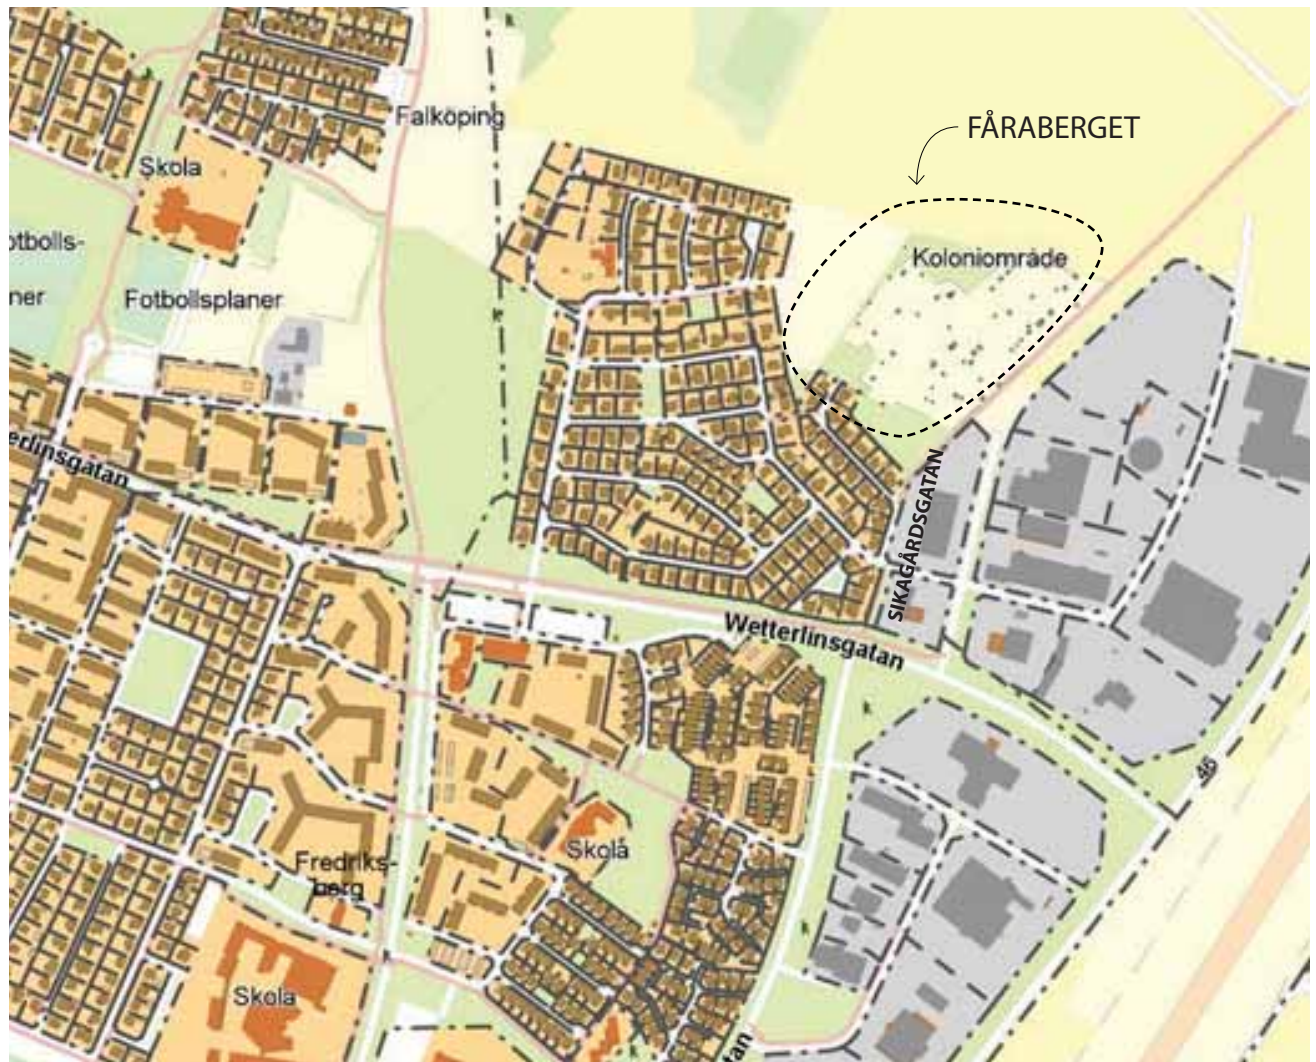 Falköping
FÅRABERGET
Skola
otbolls-
Koloniområde
ner
Fotbollsplaner
erlinsgatan
SIKAGÅRDSGATAN
Wetterlinsgatan
46
Skola
Fredriks-
berg
Skola
tan